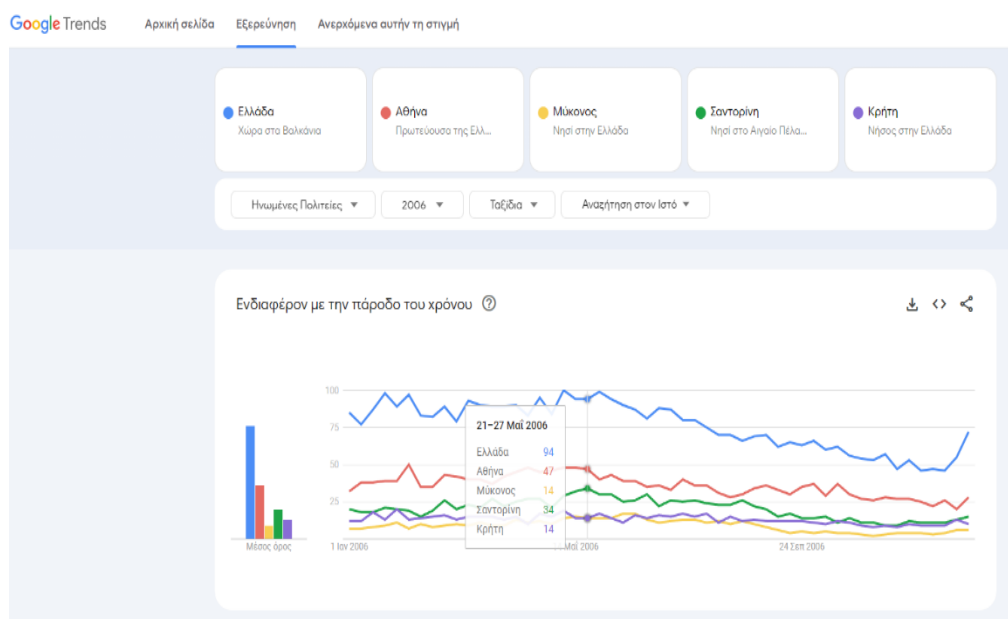 Google Trends Αρχική σελίδα Εξερεύνηση Ανερχόμενα αυτήν τη στιγμή
Ελλάδα
Χώρα στα Βαλκάνια
Αθήνα
Πρωτεύουσα της Ελλ...
Μύκονος
Νησί στην Ελλάδα
Σαντορίνη
Νησί στο Αιγαίο Πέλα...
Κρήτη
Νήσος στην Ελλάδα
Ηνωμένες Πολιτείες 2006 Ταξίδια Αναζήτηση στον Ιστό
Ενδιαφέρον με την πάροδο του χρόνου
100
75
50
25
21–27 Μαΐ 2006
Ελλάδα 94
Αθήνα 47
Μύκονος 14
Σαντορίνη 34
Κρήτη 14
Μέσος όρος 1 Ιαν 2006 Μαΐ 2006 24 Σεπ 2006